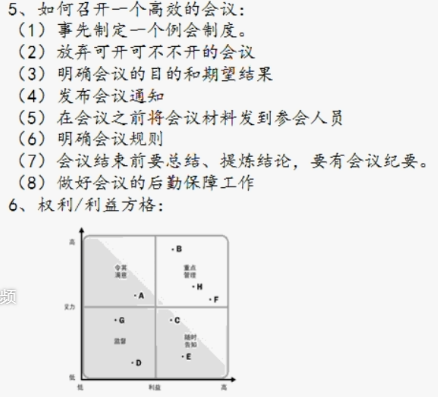 5、如何召开一个高效的会议：
（1）事先制定一个例会制度。
（2）放弃可开可不不开的会议
（3）明确会议的目的和期望结果
（4）发布会议通知
（5）在会议之前将会议材料发到参会人员
（6）明确会议规则
（7）会议结束前要总结、提炼结论，要有会议纪要。
（8）做好会议的后勤保障工作
6、权利/利益方格：
高
令其
满意
重点
管理
B
H
F
A
频
力
G
C
监督
随时
告知
D
E
低
低
利益
高